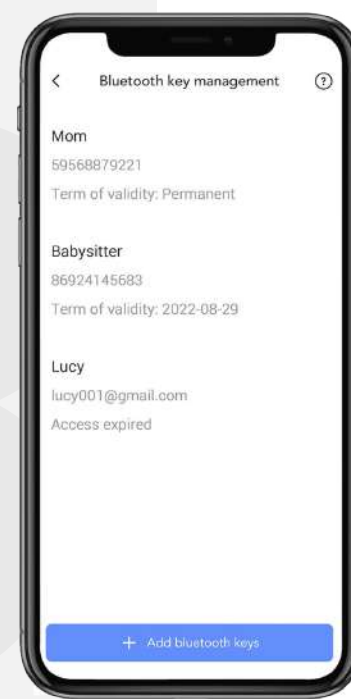 Bluetooth key management
Mom
59568879221
Term of validity: Permanent
Babysitter
86924145683
Term of validity: 2022-08-29
Lucy
lucy001@gmail.com
Access expired
+ Add bluetooth keys